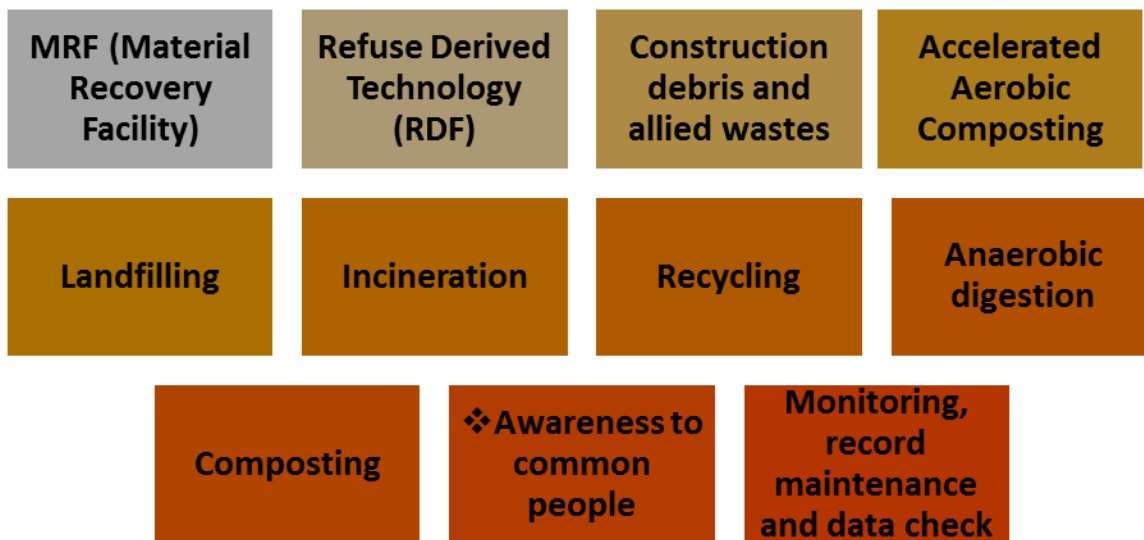 MRF (Material
Recovery
Facility)
Refuse Derived
Technology
(RDF)
Construction
debris and
allied wastes
Accelerated
Aerobic
Composting
Landfilling
Incineration
Recycling
Anaerobic
digestion
Composting
❖Awareness to
common
people
Monitoring,
record
maintenance
and data check